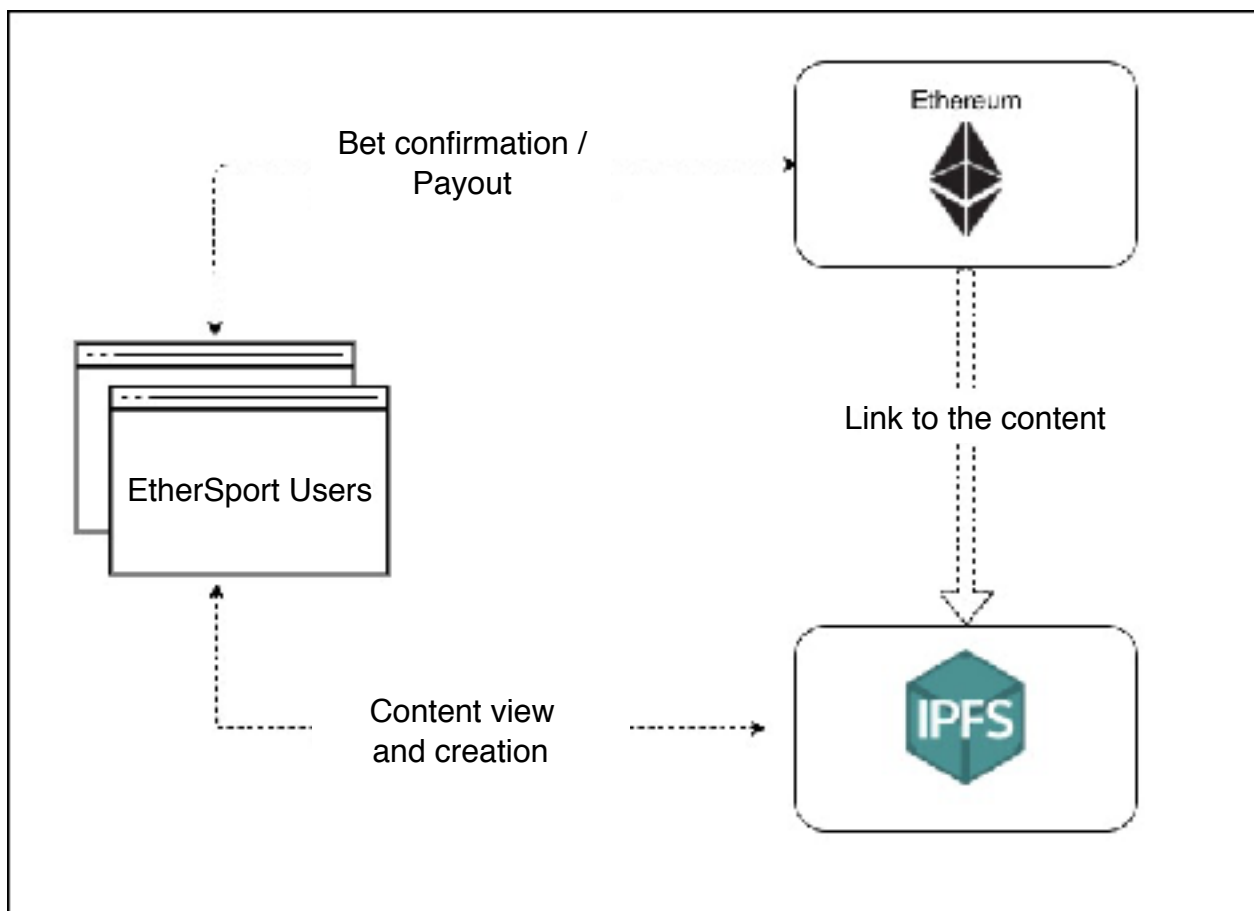 Ethereum
Bet confirmation /
Payout
Link to the content
EtherSport Users
IPFS
Content view
and creation